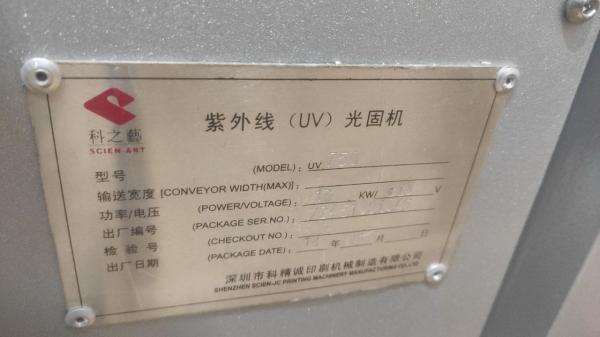 科之藝
SCIEN-ART
紫外线（UV）光固机
型号 (MODEL): UV
输送宽度 [CONVEYOR WIDTH(MAX)]:
功率/电压 (POWER/VOLTAGE): KW/ V
出厂编号 (PACKAGE SER.NO.):
检验号 (CHECKOUT NO.):
出厂日期 (PACKAGE DATE): 年 月 日
深圳市科精诚印刷机械制造有限公司
SHENZHEN SCIEN-JC PRINTING MACHINERY MANUFACTURING CO.,LTD